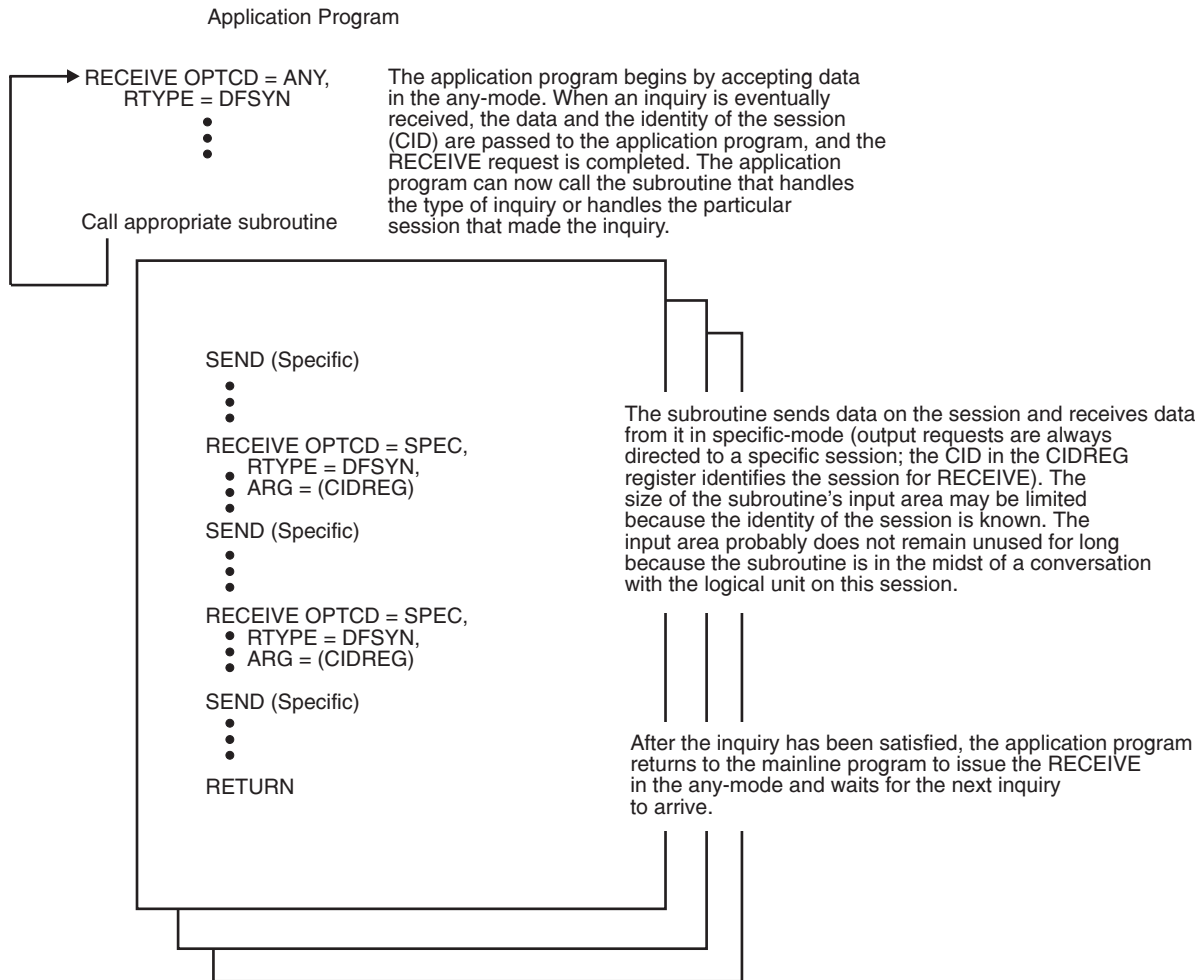 Application Program
RECEIVE OPTCD = ANY,
RTYPE = DFSYN
The application program begins by accepting data
in the any-mode. When an inquiry is eventually
received, the data and the identity of the session
(CID) are passed to the application program, and the
RECEIVE request is completed. The application
program can now call the subroutine that handles
the type of inquiry or handles the particular
session that made the inquiry.
Call appropriate subroutine
SEND (Specific)
RECEIVE OPTCD = SPEC,
RTYPE = DFSYN,
ARG = (CIDREG)
SEND (Specific)
RECEIVE OPTCD = SPEC,
RTYPE = DFSYN,
ARG = (CIDREG)
SEND (Specific)
RETURN
The subroutine sends data on the session and receives data
from it in specific-mode (output requests are always
directed to a specific session; the CID in the CIDREG
register identifies the session for RECEIVE). The
size of the subroutine's input area may be limited
because the identity of the session is known. The
input area probably does not remain unused for long
because the subroutine is in the midst of a conversation
with the logical unit on this session.
After the inquiry has been satisfied, the application program
returns to the mainline program to issue the RECEIVE
in the any-mode and waits for the next inquiry
to arrive.